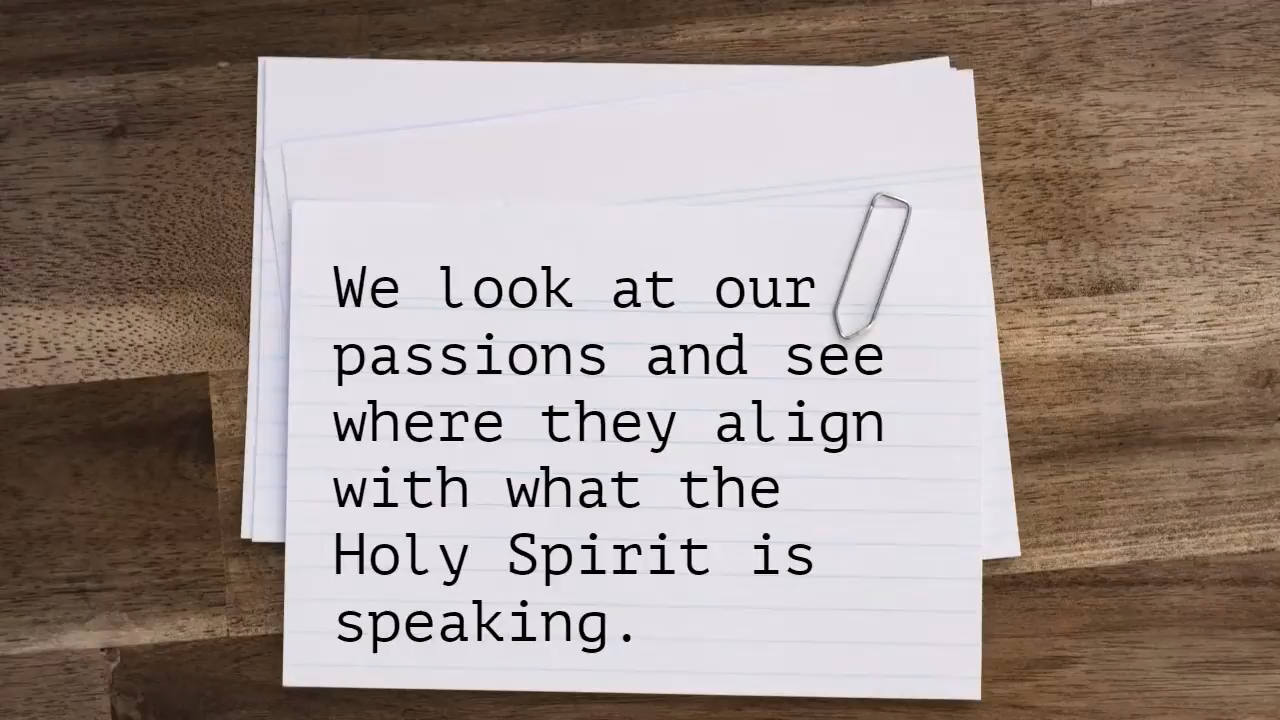 We look at our
passions and see
where they align
with what the
Holy Spirit is
speaking.